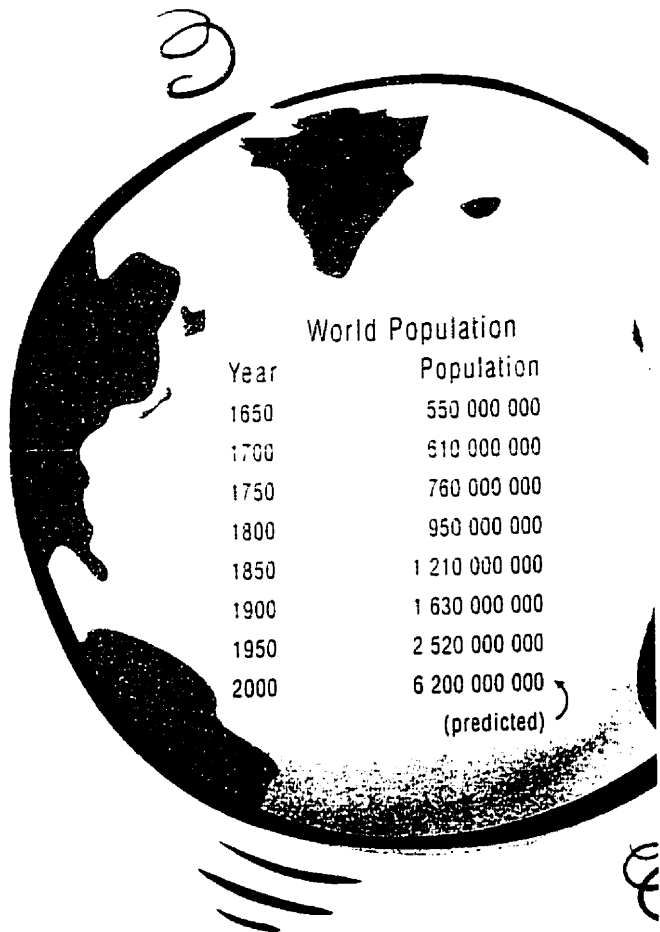 World Population
Year Population
1650 550 000 000
1700 610 000 000
1750 760 000 000
1800 950 000 000
1850 1 210 000 000
1900 1 630 000 000
1950 2 520 000 000
2000 6 200 000 000
(predicted)